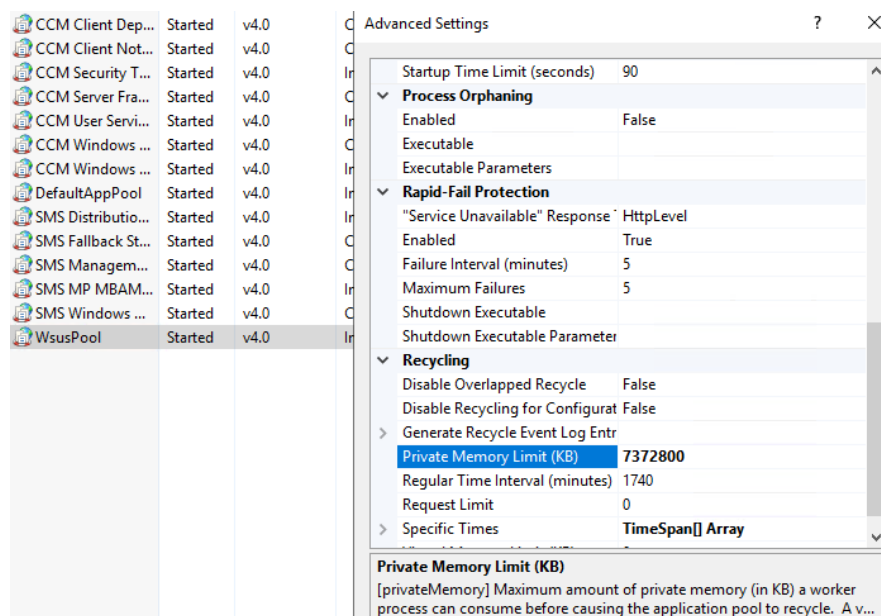 CCM Client Dep... Started v4.0 C
CCM Client Not... Started v4.0 C
CCM Security T... Started v4.0 Ir
CCM Server Fra... Started v4.0 C
CCM User Servi... Started v4.0 Ir
CCM Windows ... Started v4.0 C
CCM Windows ... Started v4.0 Ir
DefaultAppPool Started v4.0 Ir
SMS Distributio... Started v4.0 Ir
SMS Fallback St... Started v4.0 C
SMS Managem... Started v4.0 C
SMS MP MBAM... Started v4.0 Ir
SMS Windows ... Started v4.0 C
WsusPool Started v4.0 Ir
Advanced Settings ?
Startup Time Limit (seconds) 90
Process Orphaning
Enabled False
Executable
Executable Parameters
Rapid-Fail Protection
"Service Unavailable" Response HttpLevel
Enabled True
Failure Interval (minutes) 5
Maximum Failures 5
Shutdown Executable
Shutdown Executable Parameter
Recycling
Disable Overlapped Recycle False
Disable Recycling for Configurat False
Generate Recycle Event Log Entr
Private Memory Limit (KB) 7372800
Regular Time Interval (minutes) 1740
Request Limit 0
Specific Times TimeSpan[] Array
Private Memory Limit (KB)
[privateMemory] Maximum amount of private memory (in KB) a worker
process can consume before causing the application pool to recycle. A v...